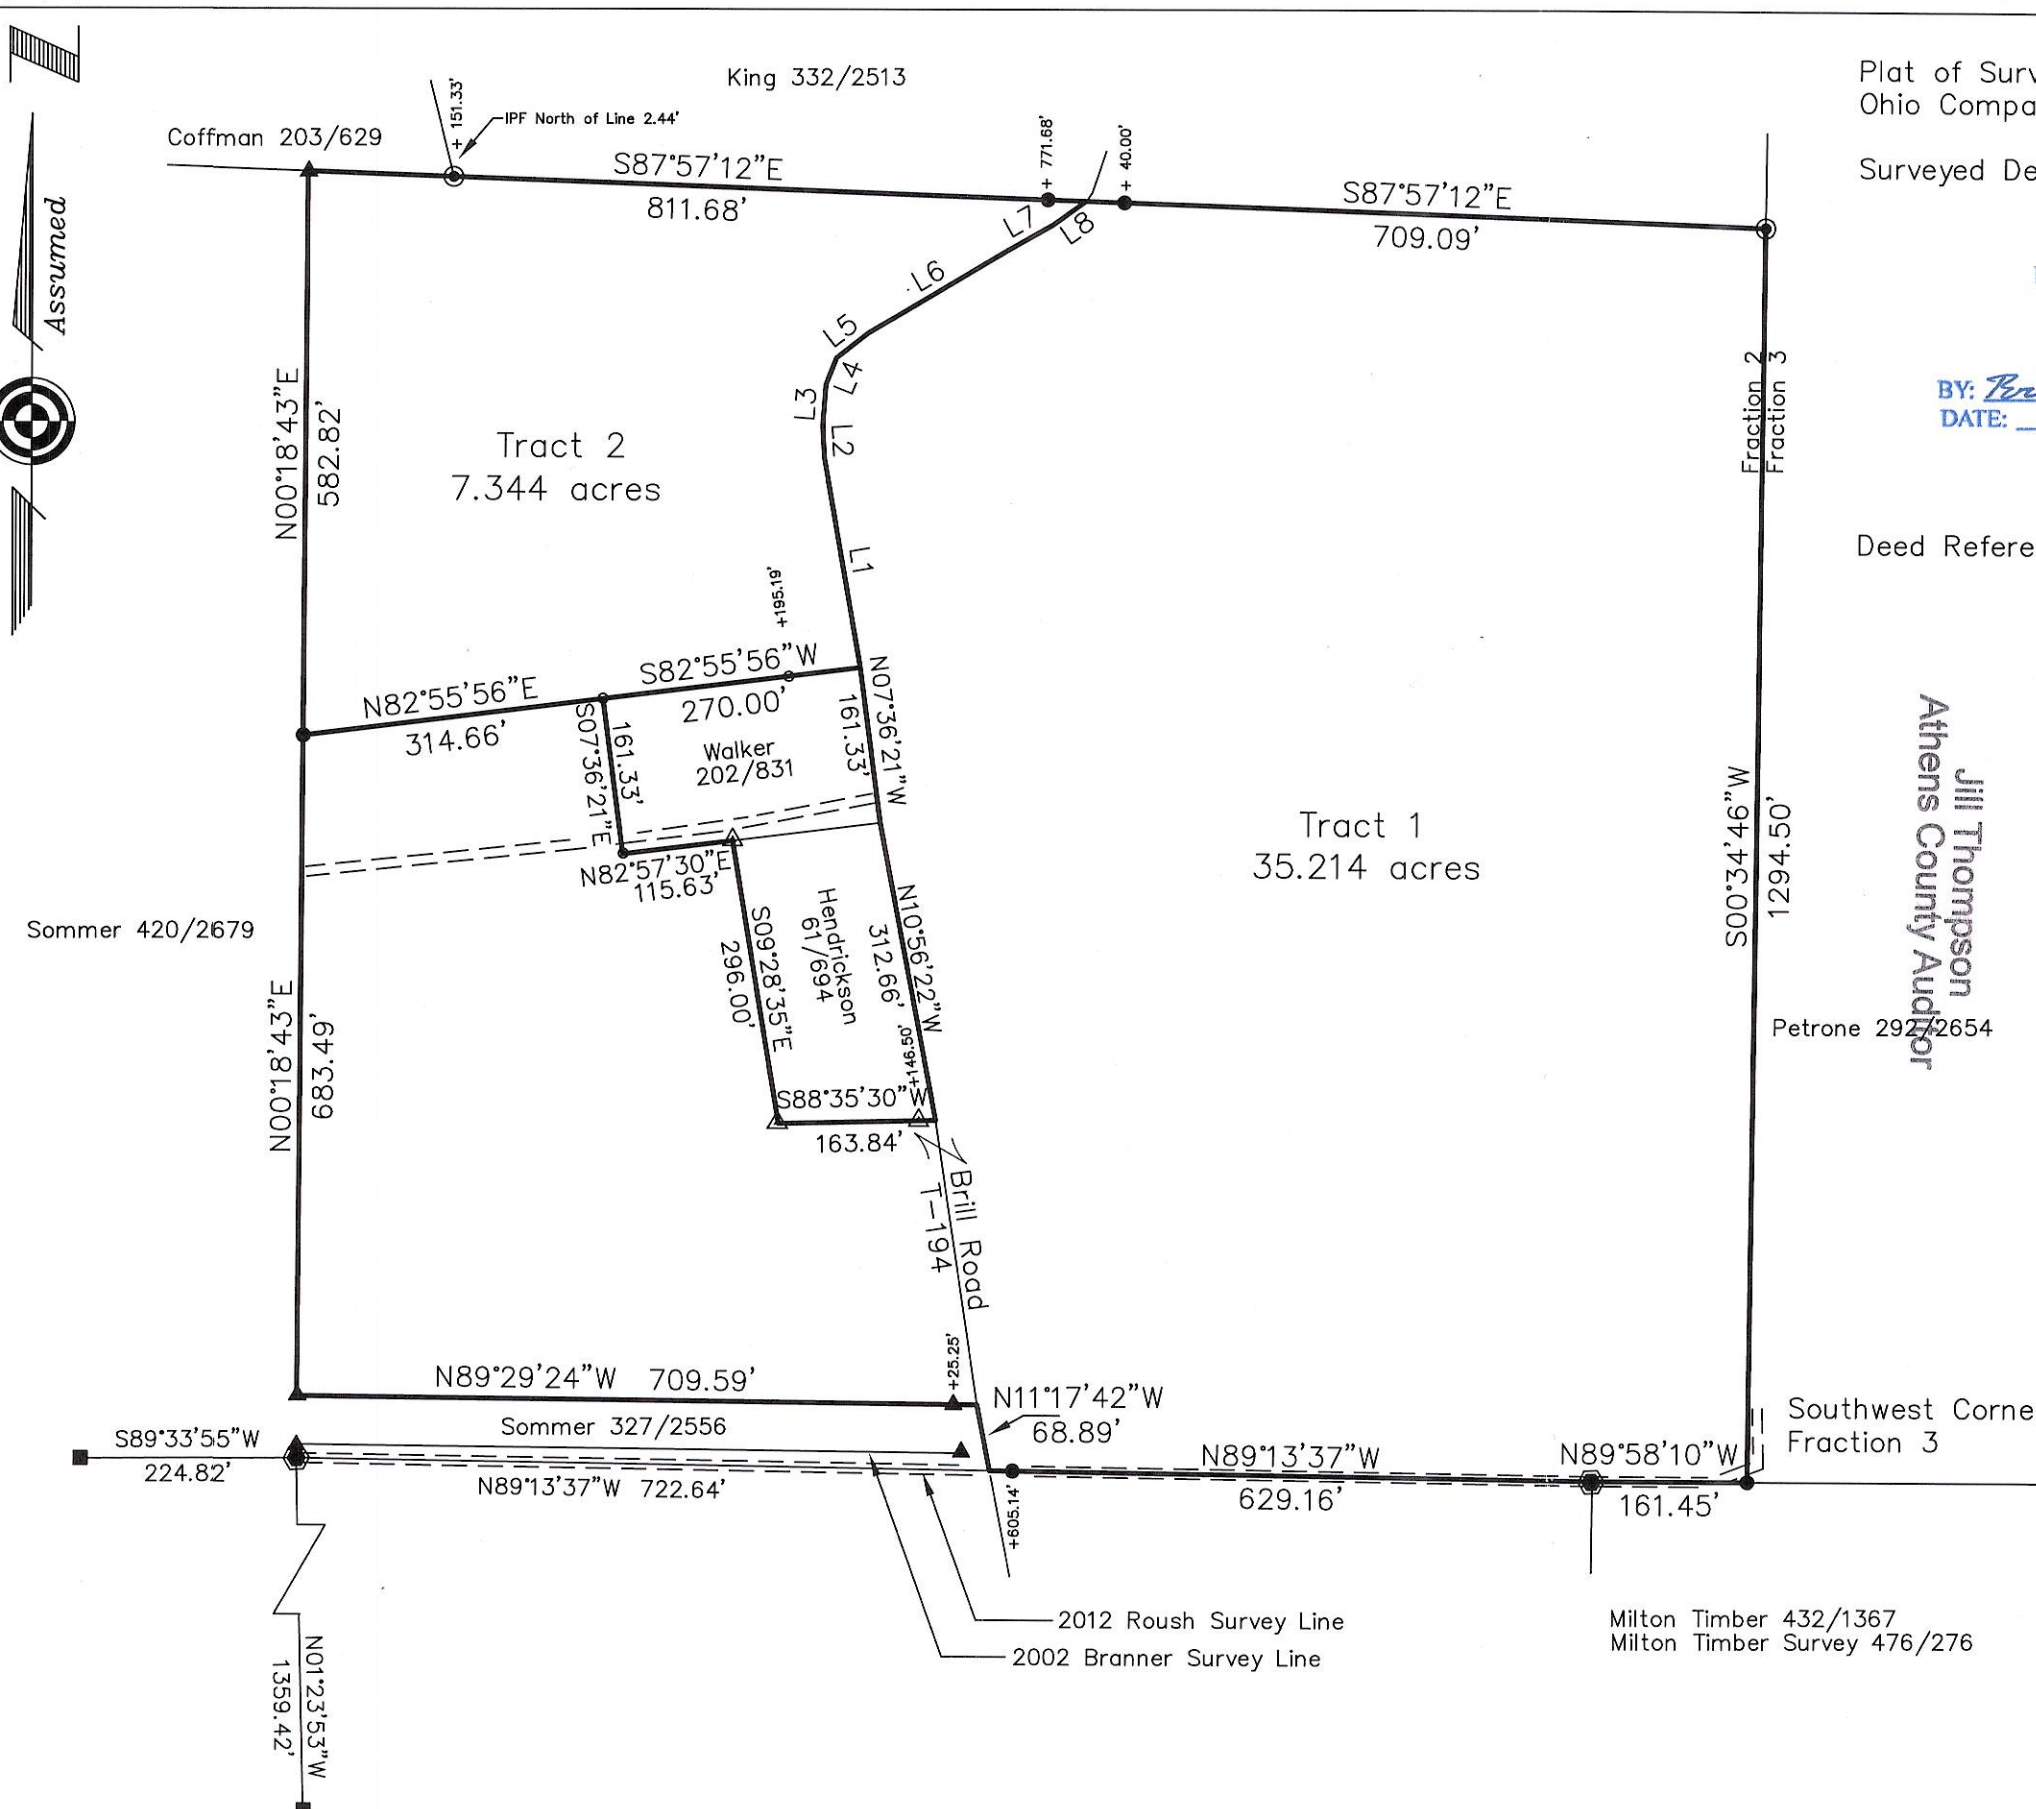 King 332/2513
Plat of Surv
Ohio Compa
Surveyed De
+ 151.33'
IPF North of Line 2.44'
Coffman 203/629
+ 771.68'
+ 40.00'
S87°57'12"E
811.68'
S87°57'12"E
709.09'
Assumed
L7
L8
L6
L5
L4
L3
L2
L1
N00°18'43"E
582.82'
Tract 2
7.344 acres
Fraction 2
Fraction 3
BY:
DATE:
Deed Refere
+195.19'
N82°55'56"E
314.66'
S82°55'56"W
270.00'
N07°36'21"W
161.33'
S07°36'21"E
161.33'
Walker
202/831
N82°57'30"E
115.63'
Tract 1
35.214 acres
S00°34'46"W
1294.50'
Jill Thompson
Athens County Auditor
Sommer 420/2679
Hendrickson
61/694
N10°56'22"W
312.66'
S09°28'35"E
296.00'
+146.50'
Petrone 292/2654
N00°18'43"E
683.49'
S88°35'30"W
163.84'
Brill Road
T-194
+25.25'
N89°29'24"W 709.59'
N11°17'42"W
68.89'
Sommer 327/2556
S89°33'55"W
224.82'
N89°13'37"W 722.64'
+605.14'
N89°13'37"W
629.16'
N89°58'10"W
161.45'
Southwest Corne
Fraction 3
2012 Roush Survey Line
2002 Branner Survey Line
Milton Timber 432/1367
Milton Timber Survey 476/276
N01°23'53"W
1359.42'